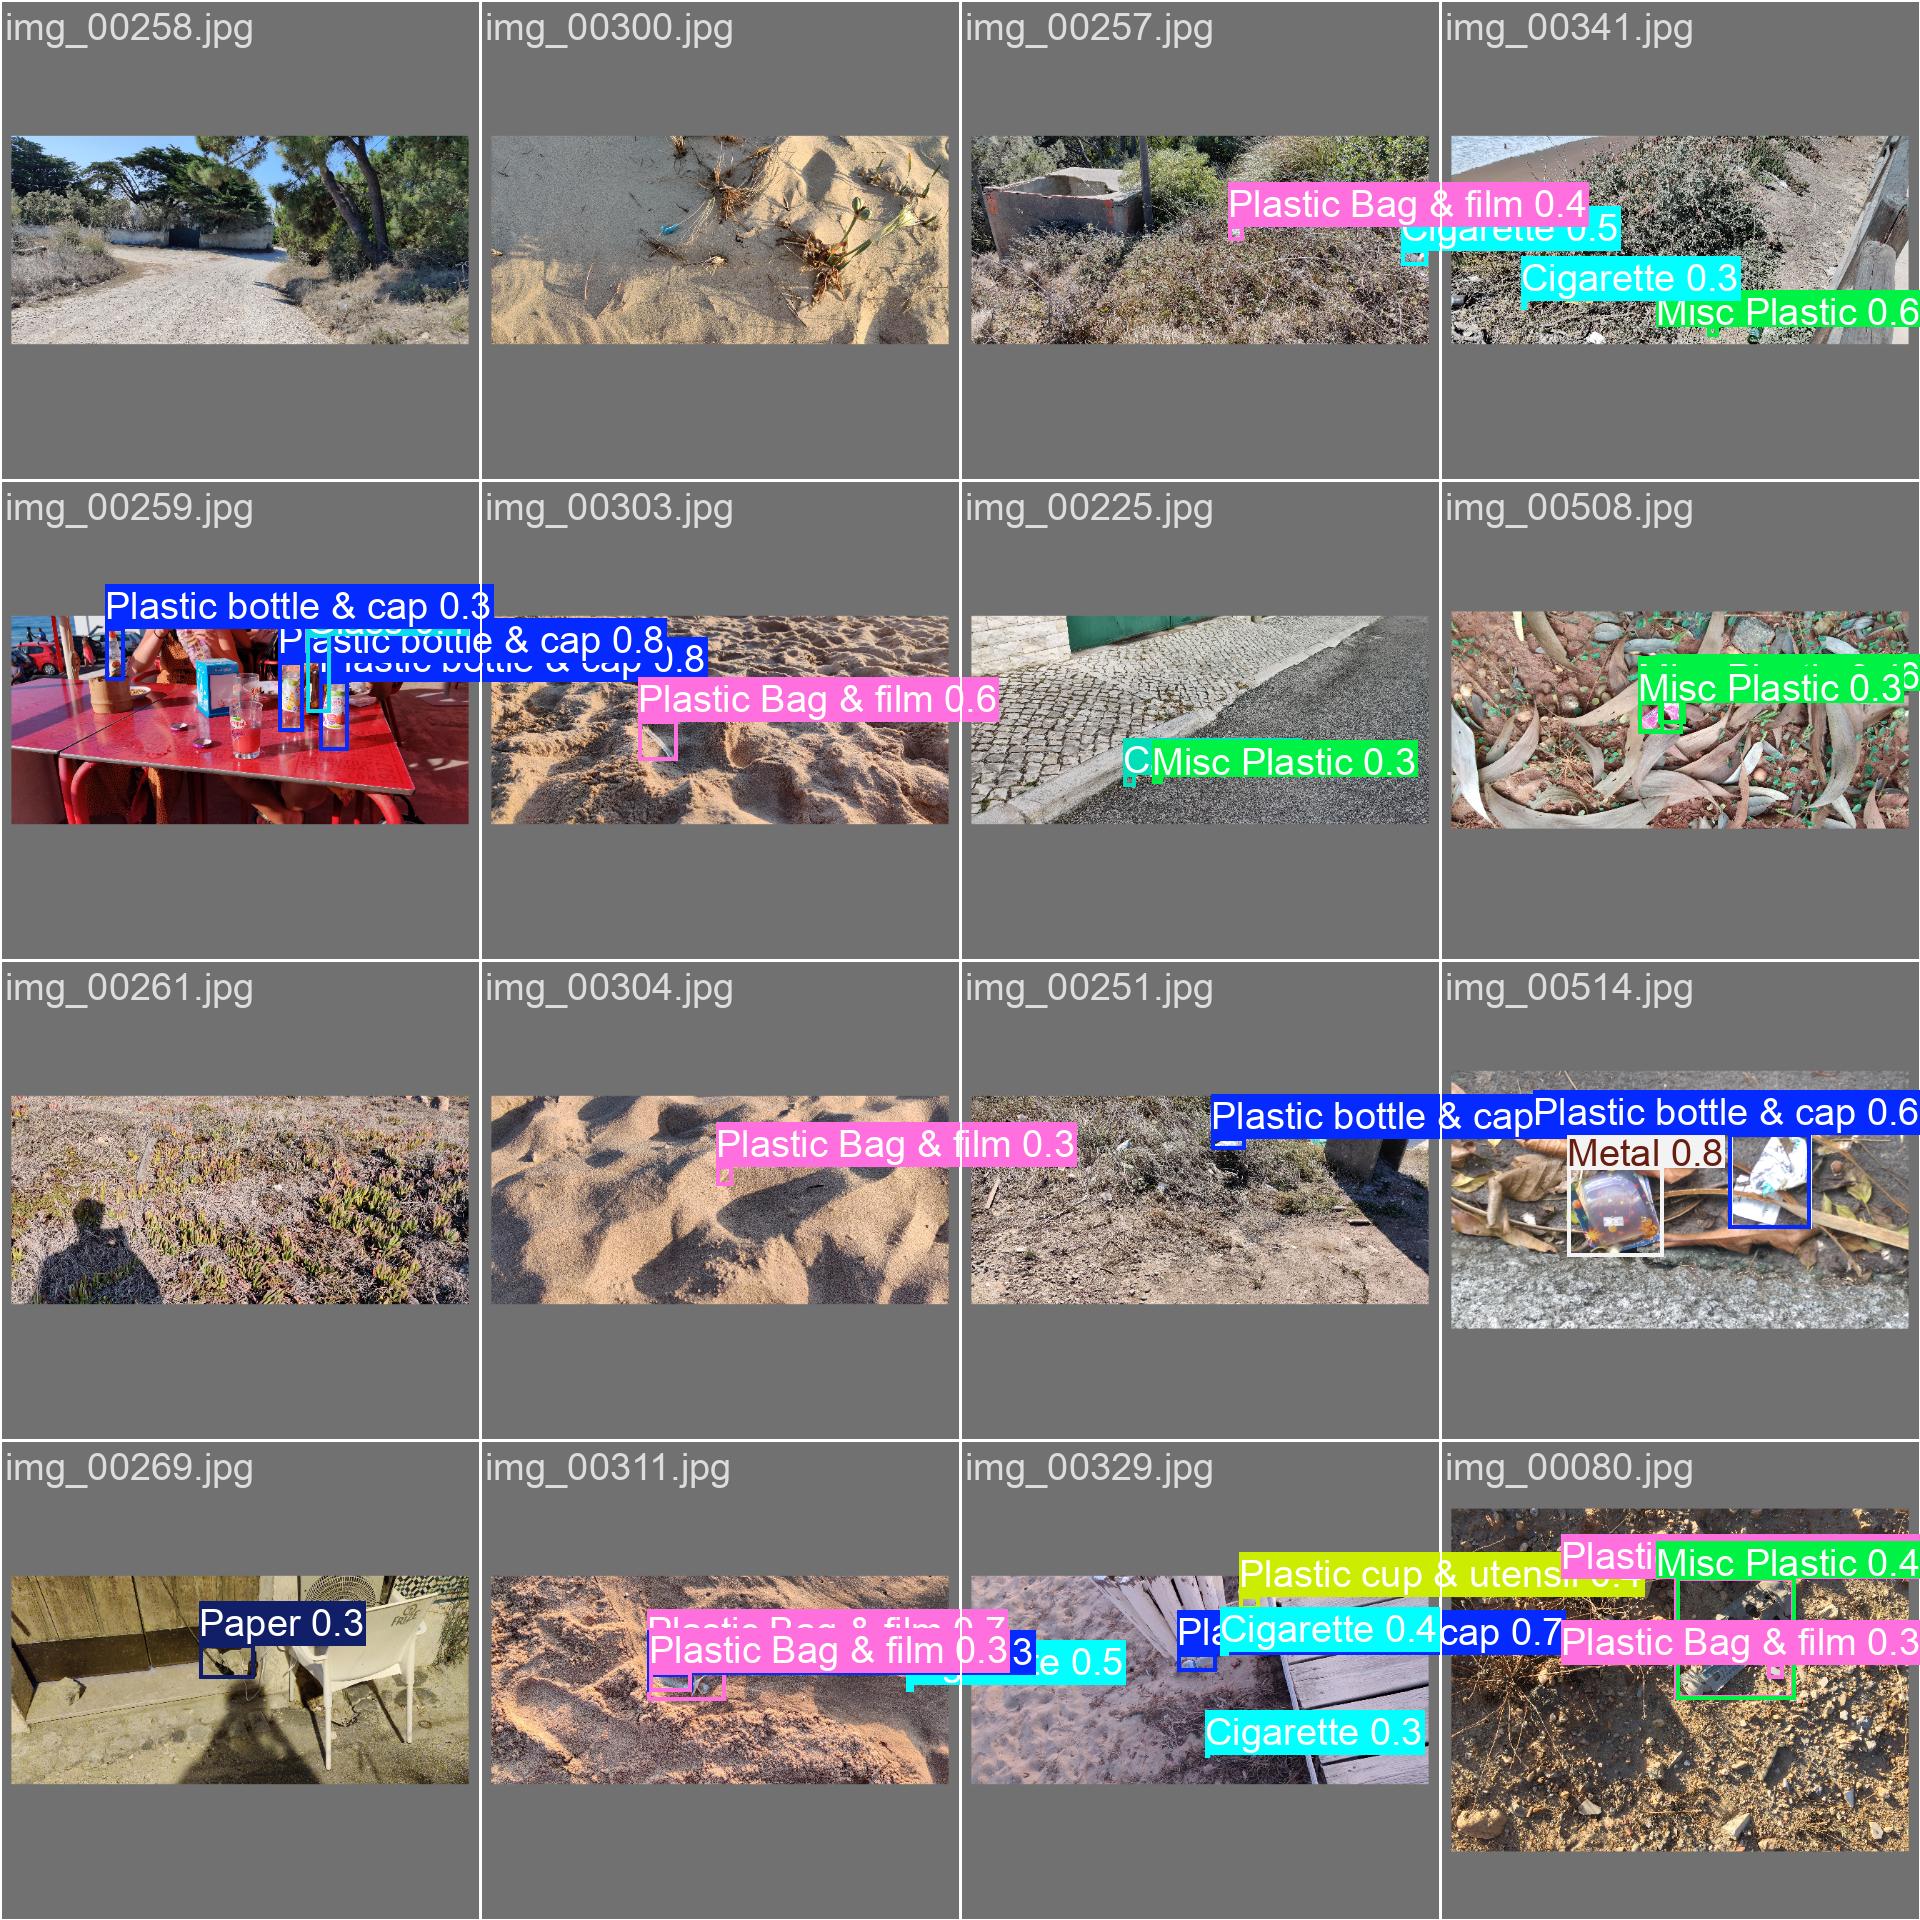 img_00258.jpg
img_00300.jpg
img_00257.jpg
img_00341.jpg
Plastic Bag & film 0.4
Cigarette 0.5
Cigarette 0.3
Misc Plastic 0.6
img_00259.jpg
img_00303.jpg
img_00225.jpg
img_00508.jpg
Plastic bottle & cap 0.3
Plastic bottle & cap 0.8
Plastic bottle & cap 0.8
Plastic Bag & film 0.6
C
Misc Plastic 0.3
6
img_00261.jpg
img_00304.jpg
img_00251.jpg
img_00514.jpg
Plastic Bag & film 0.3
Plastic bottle & cap
Plastic bottle & cap 0.6
Metal 0.8
img_00269.jpg
img_00311.jpg
img_00329.jpg
img_00080.jpg
Paper 0.3
Plastic Bag & film 0.7
Plastic Bag & film 0.3
3
te 0.5
Plastic cup & utensil 0.4
Pla
Cigarette 0.4
cap 0.7
Cigarette 0.3
Plasti
Misc Plastic 0.4
Plastic Bag & film 0.3